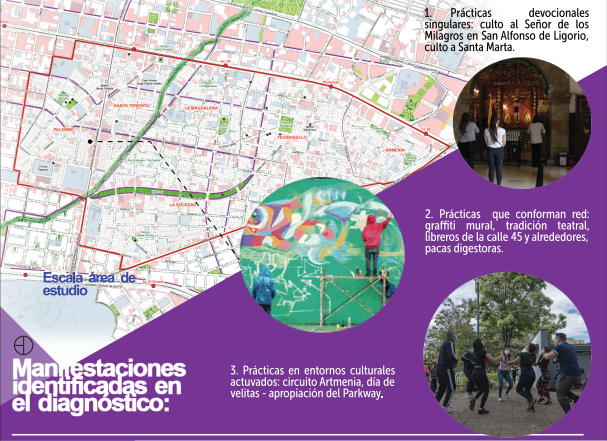 1. Prácticas devocionales
singulares: culto al Señor de los
Milagros en San Alfonso de Ligorio,
culto a Santa Marta.
SANTA TERESITA
LA MAGDALENA
PALERMO
TEUSAQUILLO
ARMENIA
LA SOLEDAD
2. Prácticas que conforman red:
graffiti mural, tradición teatral,
libreros de la calle 45 y alrededores,
pacas digestoras.
Escala área de
estudio
Manifestaciones
identificadas en
el diagnóstico:
3. Prácticas en entornos culturales
actuvados: circuito Artmenia, día de
velitas - apropiación del Parkway.